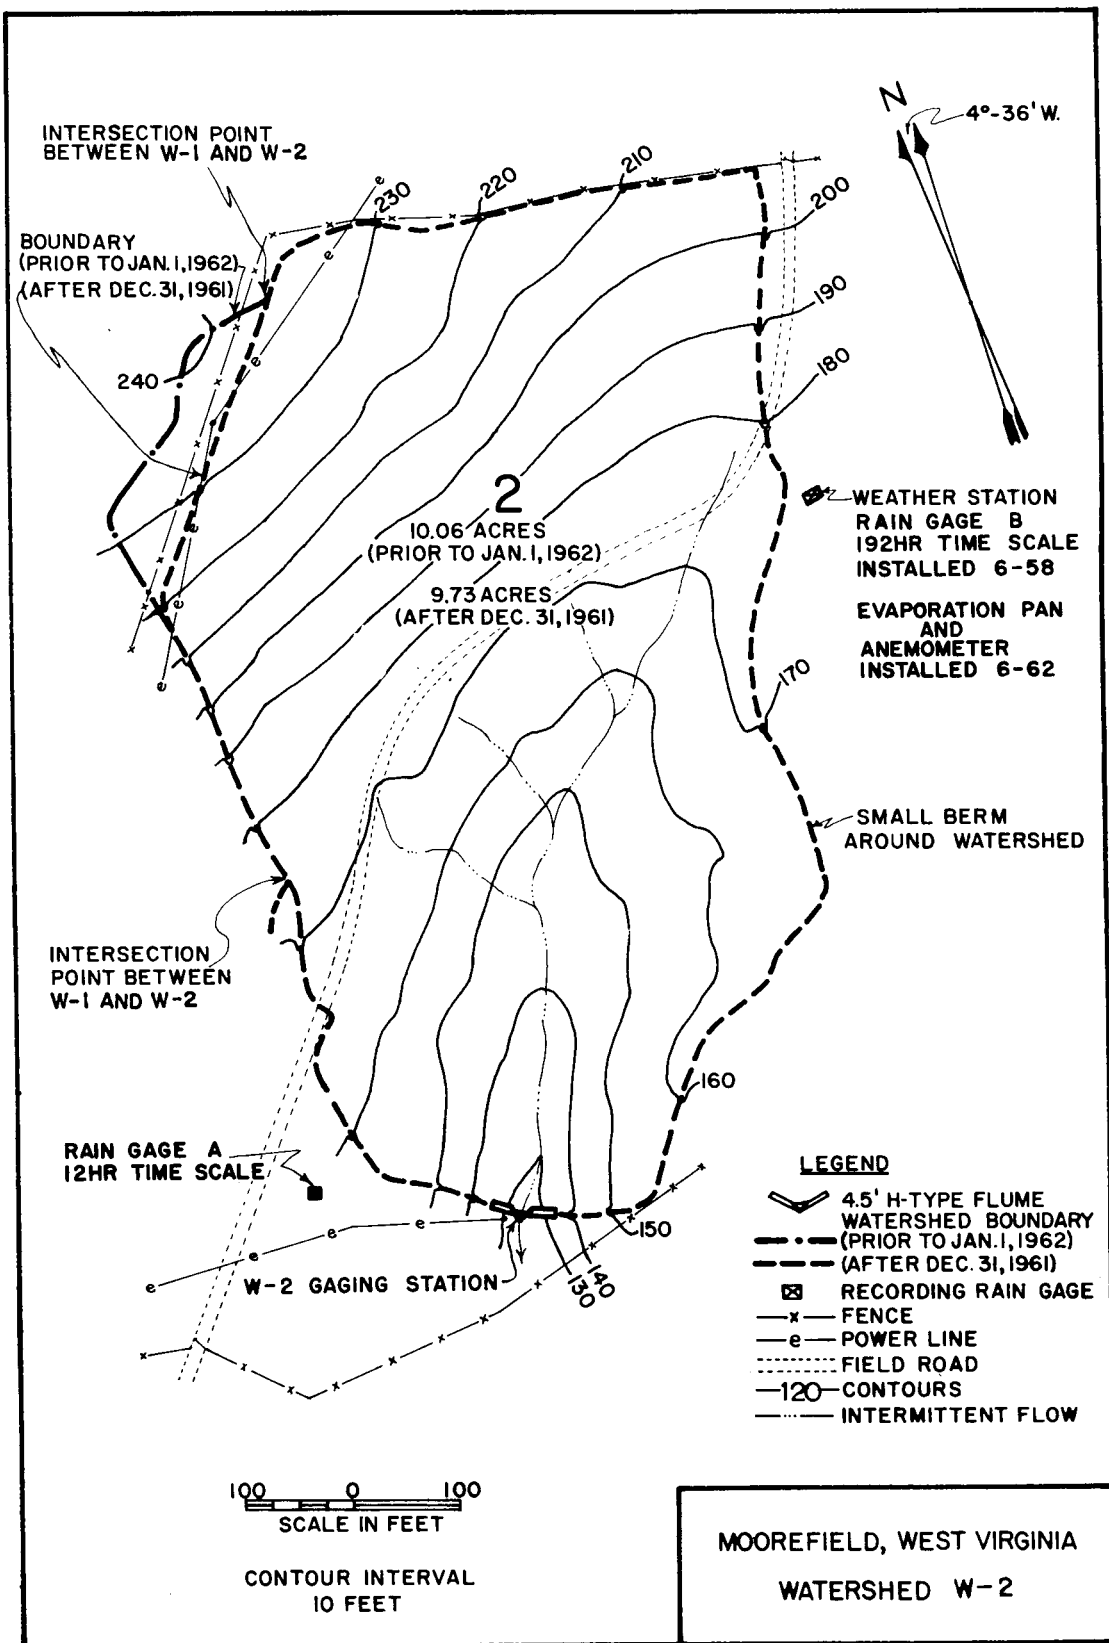 N
4°-36' W.
INTERSECTION POINT
BETWEEN W-1 AND W-2
BOUNDARY
(PRIOR TO JAN. 1, 1962)
(AFTER DEC. 31, 1961)
e
230
220
210
200
190
180
240
2
10.06 ACRES
(PRIOR TO JAN. 1, 1962)
9.73 ACRES
(AFTER DEC. 31, 1961)
WEATHER STATION
RAIN GAGE B
192HR TIME SCALE
INSTALLED 6-58
EVAPORATION PAN
AND
ANEMOMETER
INSTALLED 6-62
170
SMALL BERM
AROUND WATERSHED
INTERSECTION
POINT BETWEEN
W-1 AND W-2
160
RAIN GAGE A
12HR TIME SCALE
150
140
130
W-2 GAGING STATION
LEGEND
4.5' H-TYPE FLUME
WATERSHED BOUNDARY
(PRIOR TO JAN. 1, 1962)
(AFTER DEC. 31, 1961)
RECORDING RAIN GAGE
x FENCE
e POWER LINE
FIELD ROAD
120 CONTOURS
INTERMITTENT FLOW
100 0 100
SCALE IN FEET
CONTOUR INTERVAL
10 FEET
MOOREFIELD, WEST VIRGINIA
WATERSHED W-2